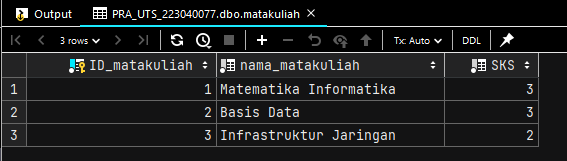 Output PRA_UTS_223040077.dbo.matakuliah
3 rows Tx: Auto DDL
ID_matakuliah nama_matakuliah SKS
1 1 Matematika Informatika 3
2 2 Basis Data 3
3 3 Infrastruktur Jaringan 2